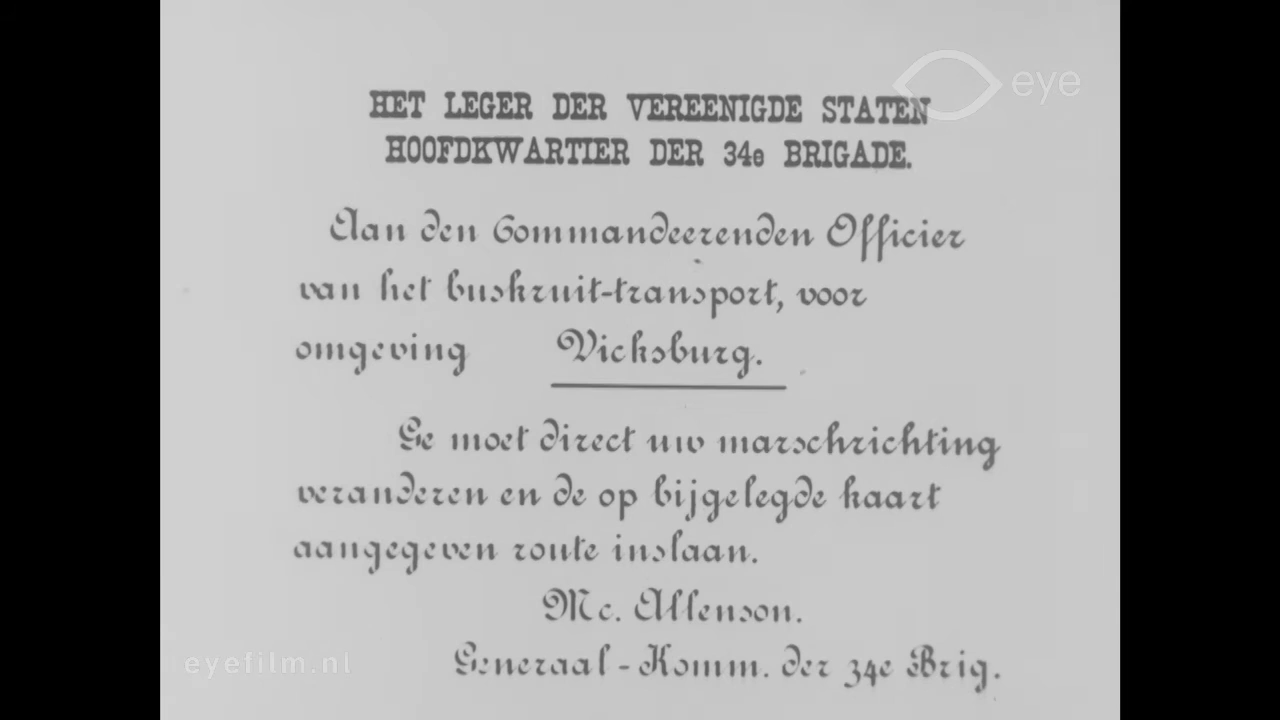 eye
HET LEGER DER VEREENIGDE STATEN
HOOFDKWARTIER DER 34e BRIGADE.
Aan den Commandeerenden Officier
van het buskruit-transport, voor
omgeving Vicksburg.
Ge moet direct uw marschrichting
veranderen en de op bijgelegde kaart
aangegeven route inslaan.
Mc. Allenson.
Generaal-Komm. der 34e Brig.
eyefilm.nl